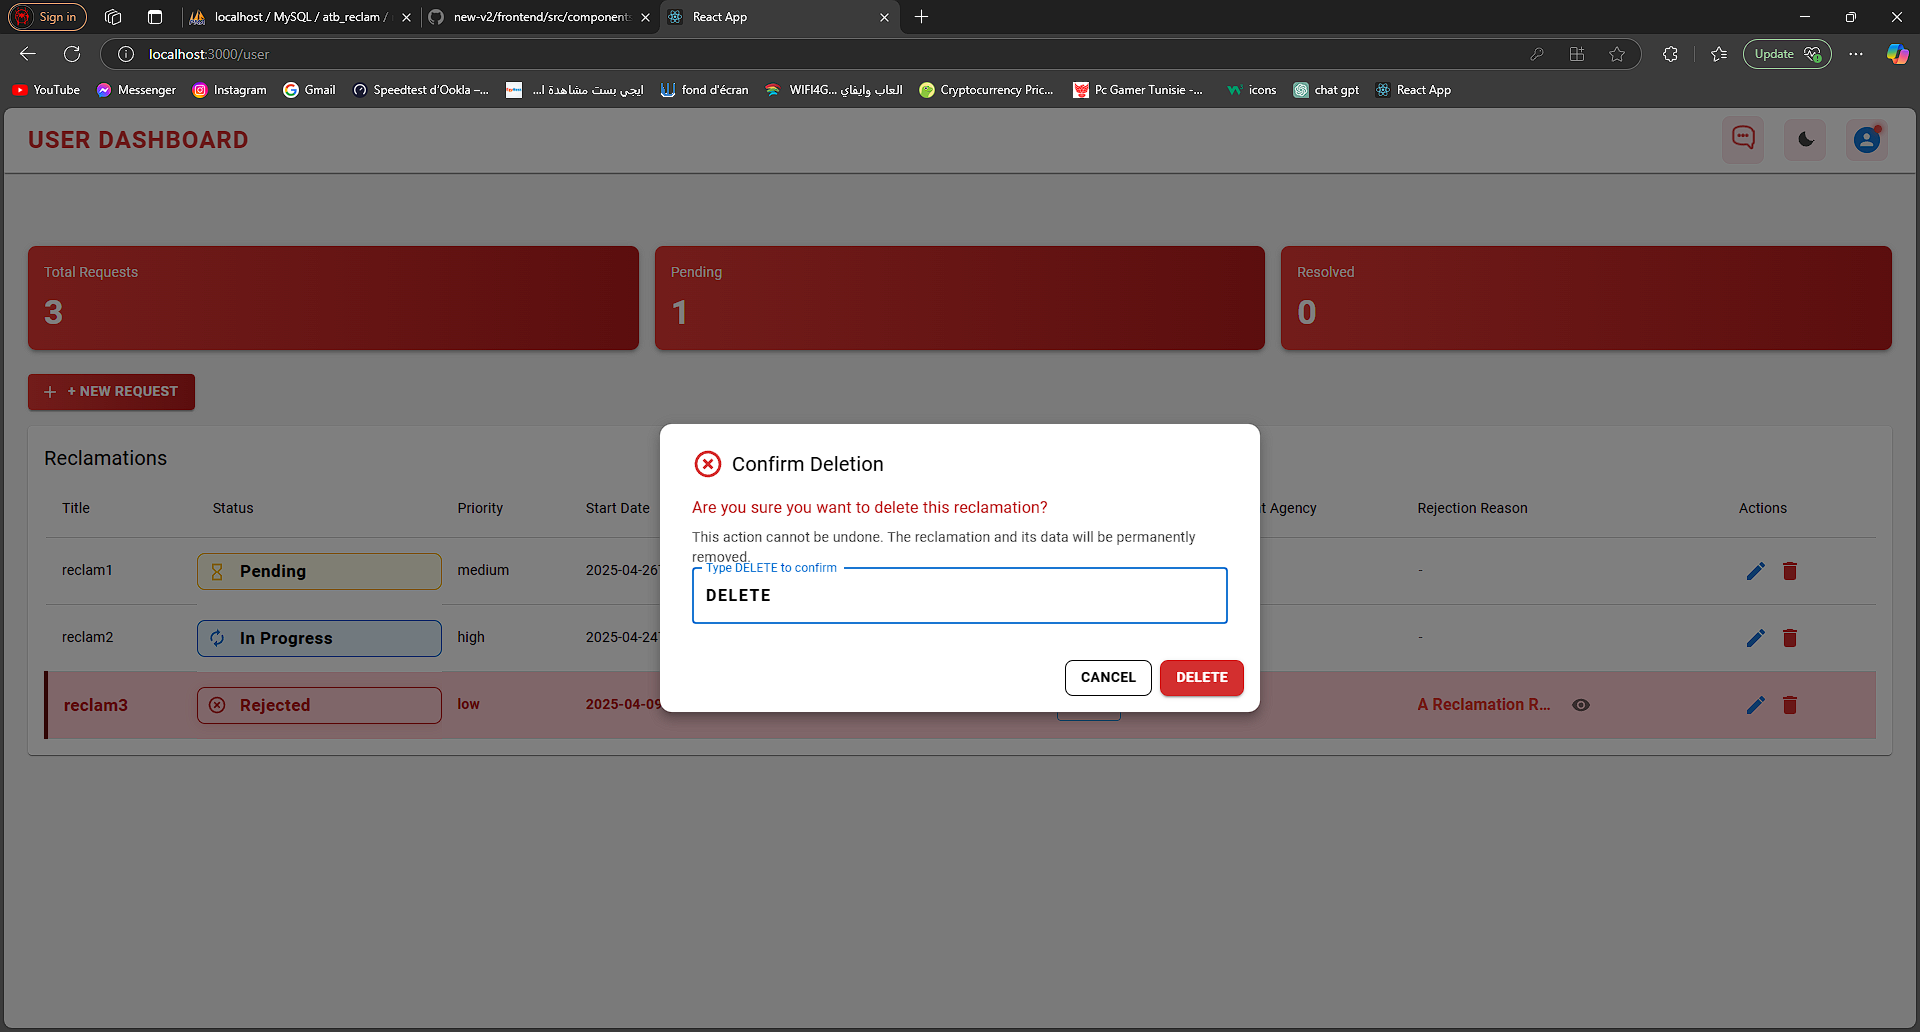 Sign in
localhost / MySQL / atb_reclam /
new-v2/frontend/src/components
React App
localhost:3000/user
Update
YouTube
Messenger
Instagram
Gmail
Speedtest d'Ookla –...
ايجي بست مشاهدة ا...
fond d'écran
العاب وايفاي ...WIFI4G
Cryptocurrency Pric...
Pc Gamer Tunisie -...
icons
chat gpt
React App
USER DASHBOARD
Total Requests
3
Pending
1
Resolved
0
+ NEW REQUEST
Reclamations
Title Status Priority Start Date t Agency Rejection Reason Actions
reclam1 Pending medium 2025-04-26 -
reclam2 In Progress high 2025-04-24 -
reclam3 Rejected low 2025-04-09 A Reclamation R...
Confirm Deletion
Are you sure you want to delete this reclamation?
This action cannot be undone. The reclamation and its data will be permanently
removed.
Type DELETE to confirm
DELETE
CANCEL
DELETE